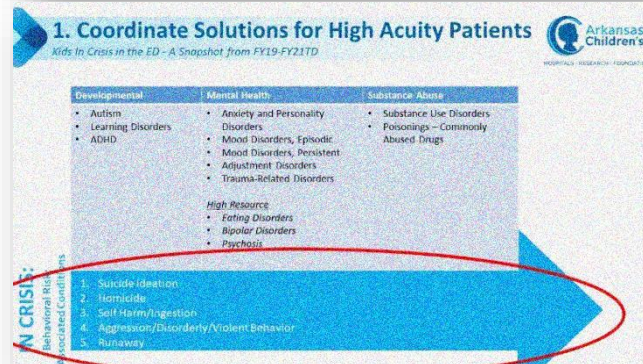 1. Coordinate Solutions for High Acuity Patients
Kids In Crisis in the ED - A Snapshot from FY19-FY21TD
Arkansas
Children's
HOSPITALS · RESEARCH · FOUNDATION
Developmental
• Autism
• Learning Disorders
• ADHD
Mental Health
• Anxiety and Personality
Disorders
• Mood Disorders, Episodic
• Mood Disorders, Persistent
• Adjustment Disorders
• Trauma-Related Disorders
High Resource
• Eating Disorders
• Bipolar Disorders
• Psychosis
Substance Abuse
• Substance Use Disorders
• Poisonings – Commonly
Abused Drugs
IN CRISIS:
Behavioral Risk
Associated Conditions
1. Suicide Ideation
2. Homicide
3. Self Harm/Ingestion
4. Aggression/Disorderly/Violent Behavior
5. Runaway